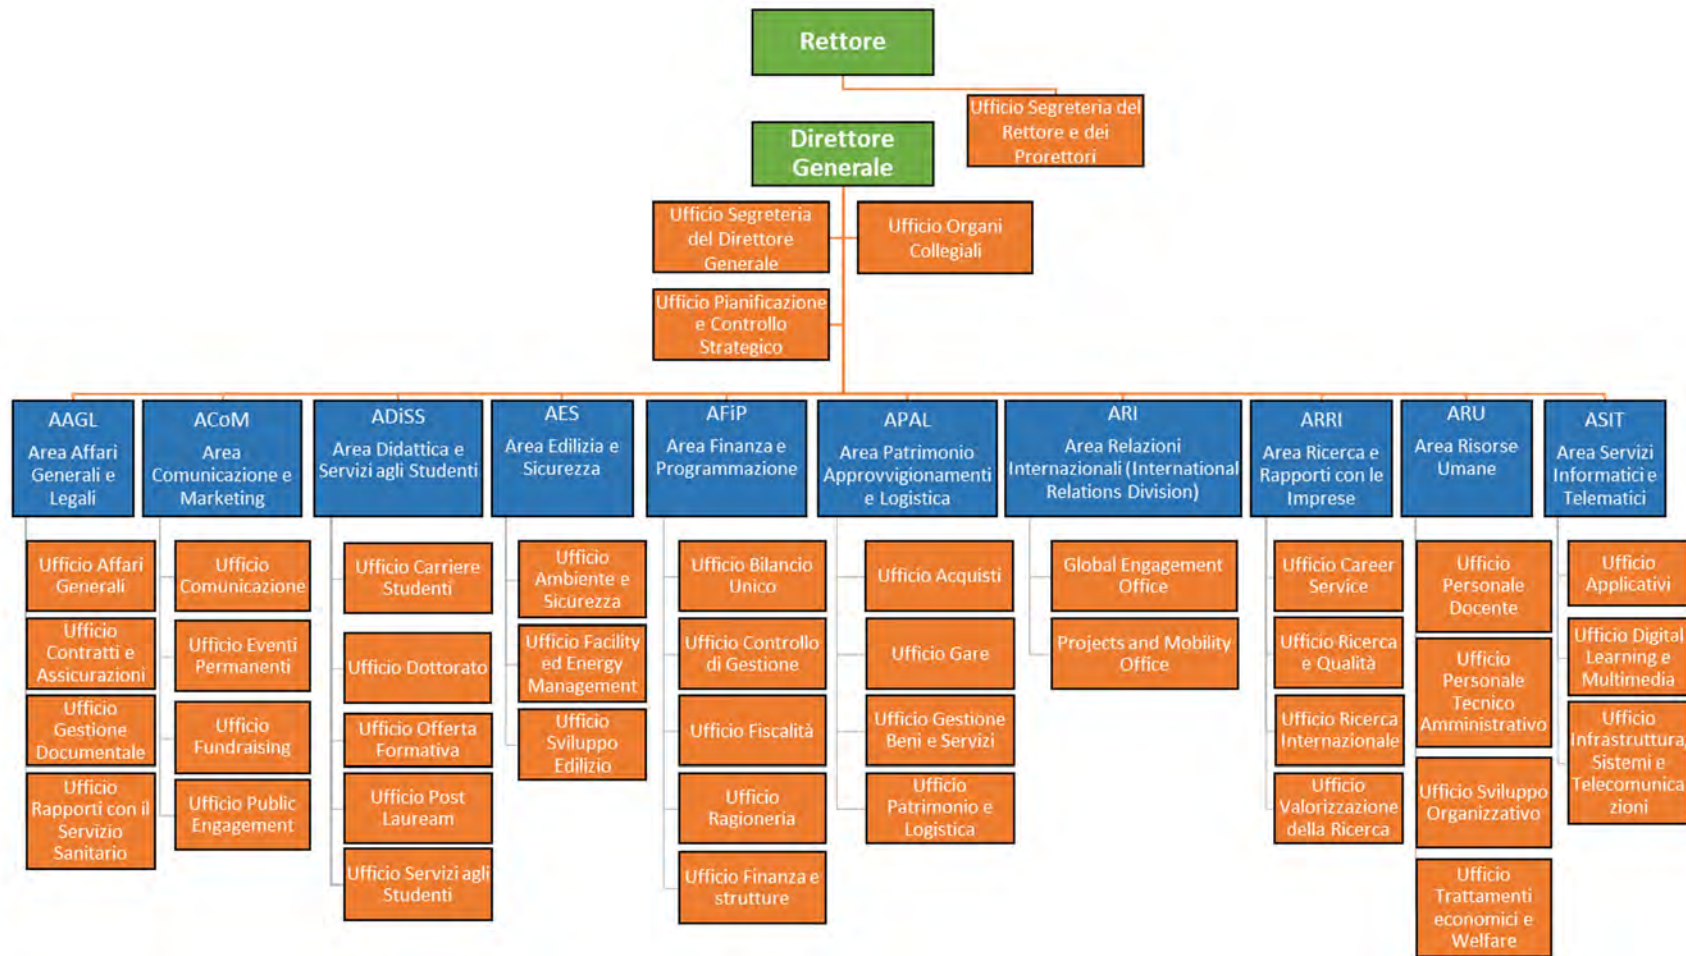 Rettore
Ufficio Segreteria del
Rettore e dei
Prorettori
Direttore
Generale
Ufficio Segreteria
del Direttore
Generale
Ufficio Organi
Collegiali
Ufficio Pianificazione
e Controllo
Strategico
AAGL
Area Affari
Generali e
Legali
ACoM
Area
Comunicazione e
Marketing
ADiSS
Area Didattica e
Servizi agli Studenti
AES
Area Edilizia e
Sicurezza
AFiP
Area Finanza e
Programmazione
APAL
Area Patrimonio
Approvvigionamenti
e Logistica
ARI
Area Relazioni
Internazionali (International
Relations Division)
ARRI
Area Ricerca e
Rapporti con le
Imprese
ARU
Area Risorse
Umane
ASIT
Area Servizi
Informatici e
Telematici
Ufficio Affari
Generali
Ufficio
Contratti e
Assicurazioni
Ufficio
Gestione
Documentale
Ufficio
Rapporti con il
Servizio
Sanitario
Ufficio
Comunicazione
Ufficio Eventi
Permanenti
Ufficio
Fundraising
Ufficio Public
Engagement
Ufficio Carriere
Studenti
Ufficio Dottorato
Ufficio Offerta
Formativa
Ufficio Post
Lauream
Ufficio Servizi agli
Studenti
Ufficio
Ambiente e
Sicurezza
Ufficio Facility
ed Energy
Management
Ufficio
Sviluppo
Edilizio
Ufficio Bilancio
Unico
Ufficio Controllo
di Gestione
Ufficio Fiscalità
Ufficio
Ragioneria
Ufficio Finanza e
strutture
Ufficio Acquisti
Ufficio Gare
Ufficio Gestione
Beni e Servizi
Ufficio
Patrimonio e
Logistica
Global Engagement
Office
Projects and Mobility
Office
Ufficio Career
Service
Ufficio Ricerca
e Qualità
Ufficio Ricerca
Internazionale
Ufficio
Valorizzazione
della Ricerca
Ufficio
Personale
Docente
Ufficio
Personale
Tecnico
Amministrativo
Ufficio Sviluppo
Organizzativo
Ufficio
Trattamenti
economici e
Welfare
Ufficio
Applicativi
Ufficio Digital
Learning e
Multimedia
Ufficio
Infrastruttura,
Sistemi e
Telecomunica
zioni